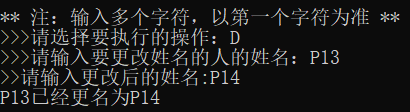 ** 注：输入多个字符，以第一个字符为准 **
>>>请选择要执行的操作：D
>>>请输入要更改姓名的人的姓名：P13
>>请输入更改后的姓名:P14
P13已经更名为P14